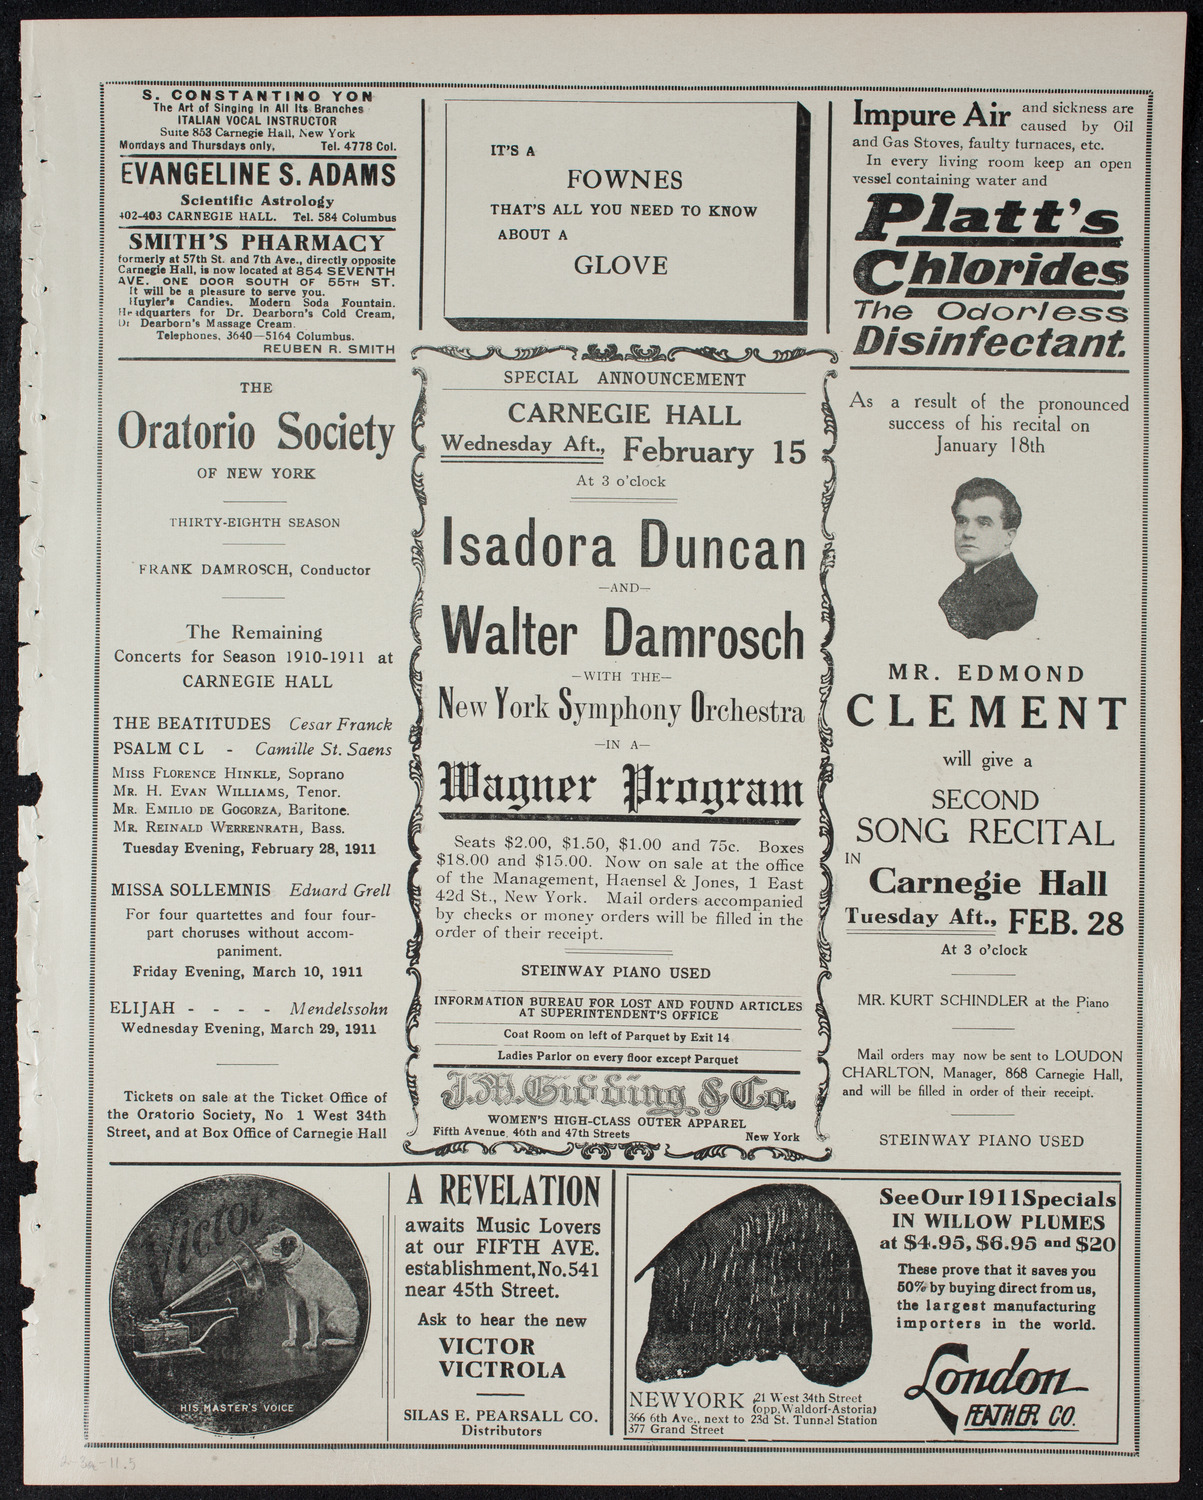 S. CONSTANTINO YON
The Art of Singing in All Its Branches
ITALIAN VOCAL INSTRUCTOR
Suite 853 Carnegie Hall, New York
Mondays and Thursdays only, Tel. 4778 Col.
EVANGELINE S. ADAMS
Scientific Astrology
402-403 CARNEGIE HALL. Tel. 584 Columbus
SMITH'S PHARMACY
formerly at 57th St. and 7th Ave., directly opposite
Carnegie Hall, is now located at 854 SEVENTH
AVE. ONE DOOR SOUTH OF 55TH ST.
It will be a pleasure to serve you.
Huyler's Candies. Modern Soda Fountain.
Headquarters for Dr. Dearborn's Cold Cream,
Dr Dearborn's Massage Cream.
Telephones, 3640—5164 Columbus.
REUBEN R. SMITH
THE
Oratorio Society
OF NEW YORK
THIRTY-EIGHTH SEASON
FRANK DAMROSCH, Conductor
The Remaining
Concerts for Season 1910-1911 at
CARNEGIE HALL
THE BEATITUDES Cesar Franck
PSALM CL - Camille St. Saens
MISS FLORENCE HINKLE, Soprano
MR. H. EVAN WILLIAMS, Tenor.
MR. EMILIO DE GOGORZA, Baritone.
MR. REINALD WERRENRATH, Bass.
Tuesday Evening, February 28, 1911
MISSA SOLLEMNIS Eduard Grell
For four quartettes and four four-
part choruses without accom-
paniment.
Friday Evening, March 10, 1911
ELIJAH - - - - Mendelssohn
Wednesday Evening, March 29, 1911
Tickets on sale at the Ticket Office of
the Oratorio Society, No 1 West 34th
Street, and at Box Office of Carnegie Hall
IT'S A
FOWNES
THAT'S ALL YOU NEED TO KNOW
ABOUT A
GLOVE
SPECIAL ANNOUNCEMENT
CARNEGIE HALL
Wednesday Aft., February 15
At 3 o'clock
Isadora Duncan
—AND—
Walter Damrosch
—WITH THE—
New York Symphony Orchestra
—IN A—
Wagner Program
Seats $2.00, $1.50, $1.00 and 75c. Boxes
$18.00 and $15.00. Now on sale at the office
of the Management, Haensel & Jones, 1 East
42d St., New York. Mail orders accompanied
by checks or money orders will be filled in the
order of their receipt.
STEINWAY PIANO USED
INFORMATION BUREAU FOR LOST AND FOUND ARTICLES
AT SUPERINTENDENT'S OFFICE
Coat Room on left of Parquet by Exit 14
Ladies Parlor on every floor except Parquet
J.M. Gidding & Co.
WOMEN'S HIGH-CLASS OUTER APPAREL
Fifth Avenue, 46th and 47th Streets New York
Impure Air and sickness are
caused by Oil
and Gas Stoves, faulty furnaces, etc.
In every living room keep an open
vessel containing water and
Platt's
Chlorides
The Odorless
Disinfectant.
As a result of the pronounced
success of his recital on
January 18th
MR. EDMOND
CLEMENT
will give a
SECOND
SONG RECITAL
IN
Carnegie Hall
Tuesday Aft., FEB. 28
At 3 o'clock
MR. KURT SCHINDLER at the Piano
Mail orders may now be sent to LOUDON
CHARLTON, Manager, 868 Carnegie Hall,
and will be filled in order of their receipt.
STEINWAY PIANO USED
Victor
HIS MASTER'S VOICE
A REVELATION
awaits Music Lovers
at our FIFTH AVE.
establishment, No. 541
near 45th Street.
Ask to hear the new
VICTOR
VICTROLA
SILAS E. PEARSALL CO.
Distributors
See Our 1911 Specials
IN WILLOW PLUMES
at $4.95, $6.95 and $20
These prove that it saves you
50% by buying direct from us,
the largest manufacturing
importers in the world.
London
FEATHER CO.
NEW YORK 21 West 34th Street
(opp. Waldorf-Astoria)
366 6th Ave., next to 23d St. Tunnel Station
377 Grand Street